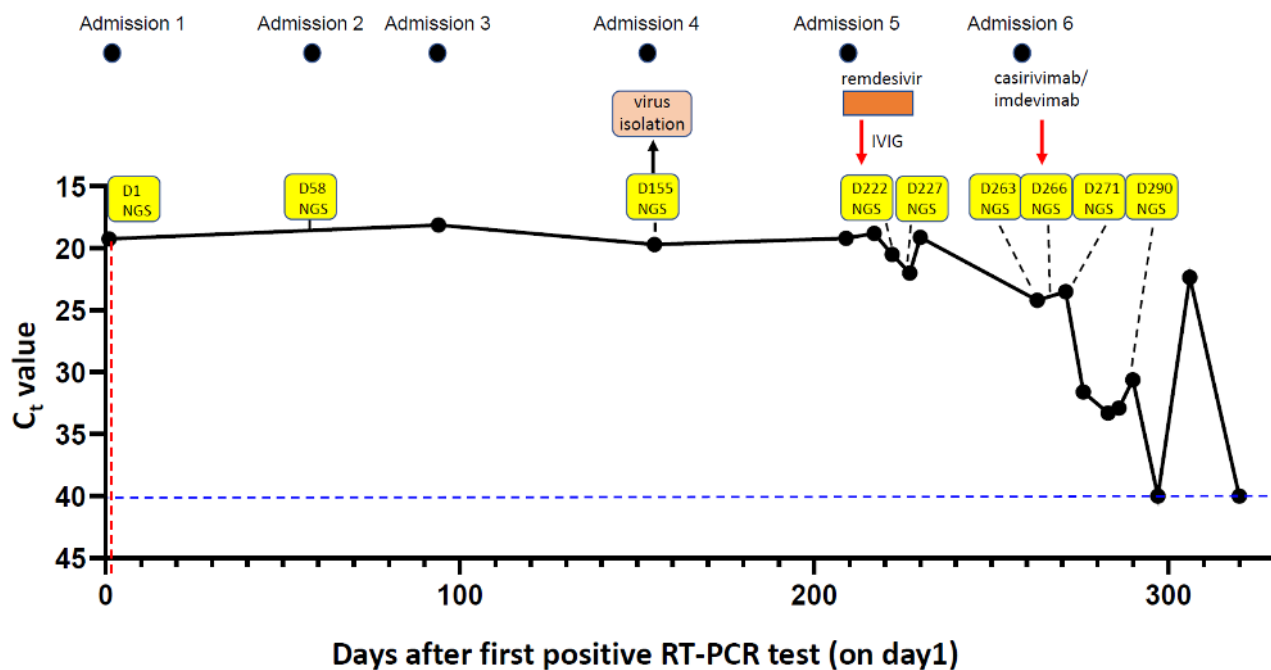 Admission 1
Admission 2
Admission 3
Admission 4
Admission 5
Admission 6
remdesivir
casirivimab/
imdevimab
virus
isolation
IVIG
D1
NGS
D58
NGS
D155
NGS
D222
NGS
D227
NGS
D263
NGS
D266
NGS
D271
NGS
D290
NGS
15
20
25
30
35
40
45
Ct value
0
100
200
300
Days after first positive RT-PCR test (on day1)